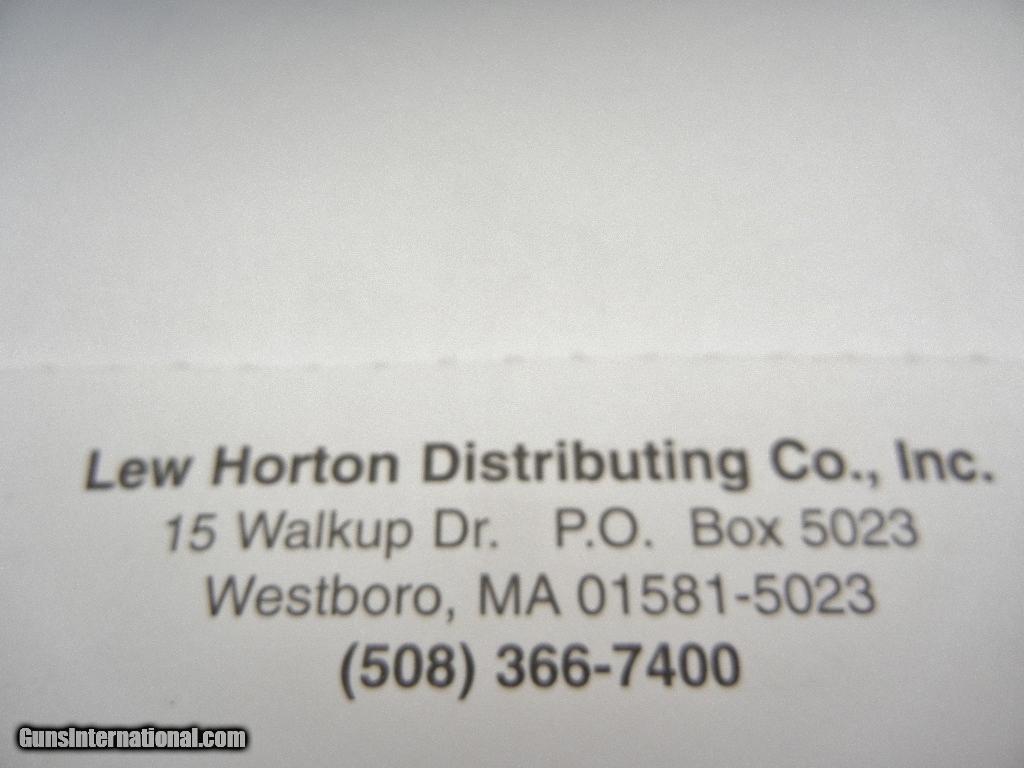 Lew Horton Distributing Co., Inc.
15 Walkup Dr. P.O. Box 5023
Westboro, MA 01581-5023
(508) 366-7400
GunsInternational.com